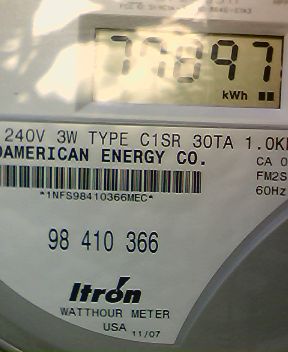 77897
kWh
240V 3W TYPE C1SR 30TA 1.0K
AMERICAN ENERGY CO.
CA 0
FM2S
60Hz
*1NFS98410366MEC*
98 410 366
Itron
WATTHOUR METER
USA 11/07